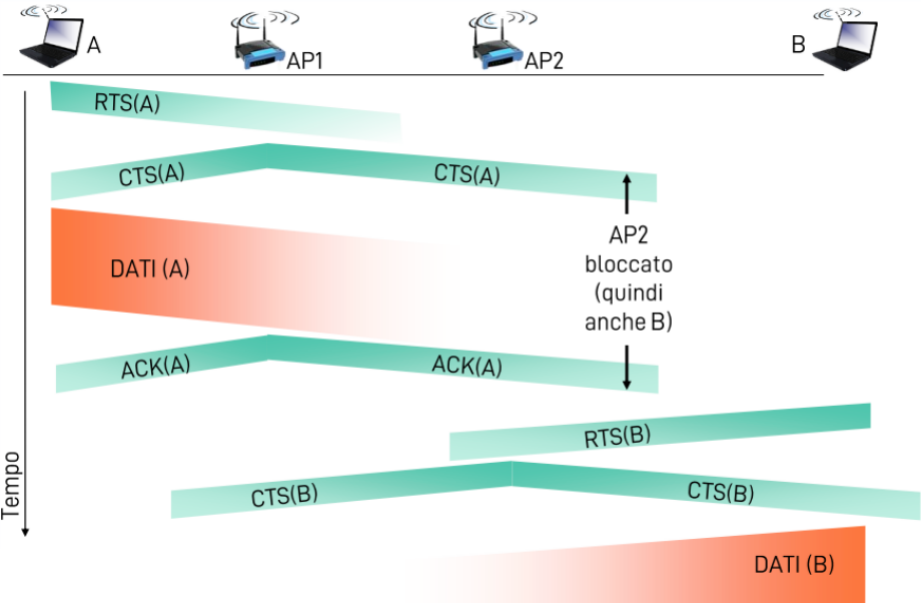 A
AP1
AP2
B
RTS(A)
CTS(A)
CTS(A)
DATI (A)
AP2
bloccato
(quindi
anche B)
ACK(A)
ACK(A)
RTS(B)
CTS(B)
CTS(B)
DATI (B)
Tempo